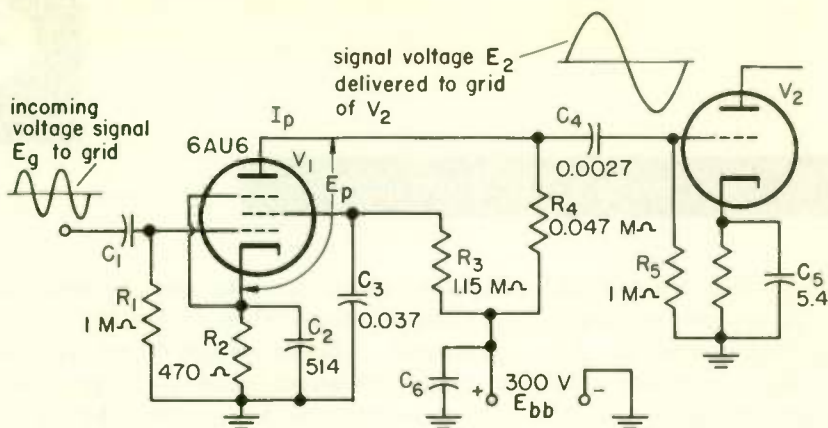 signal voltage E2
delivered to grid
of V2
incoming
voltage signal
Eg to grid
Ip
6AU6
V1
Ep
C4
0.0027
V2
C1
R1
1 MΩ
R2
470 Ω
C2
514
C3
0.037
R3
1.15 MΩ
R4
0.047 MΩ
R5
1 MΩ
C5
5.4
C6
+
300 V
-
Ebb